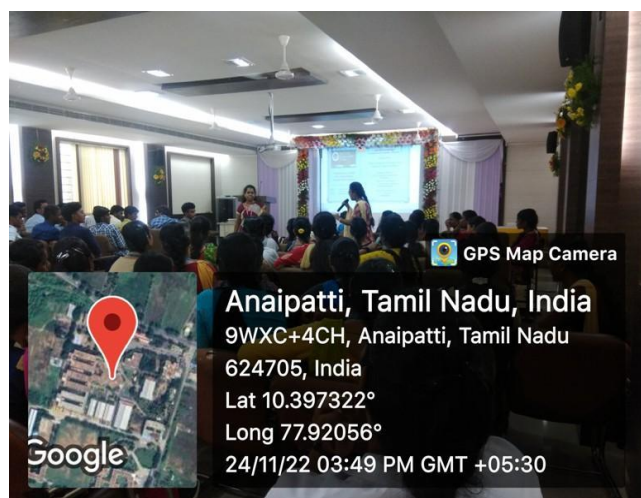 GPS Map Camera
Anaipatti, Tamil Nadu, India
9WXC+4CH, Anaipatti, Tamil Nadu
624705, India
Lat 10.397322°
Long 77.92056°
24/11/22 03:49 PM GMT +05:30
Google